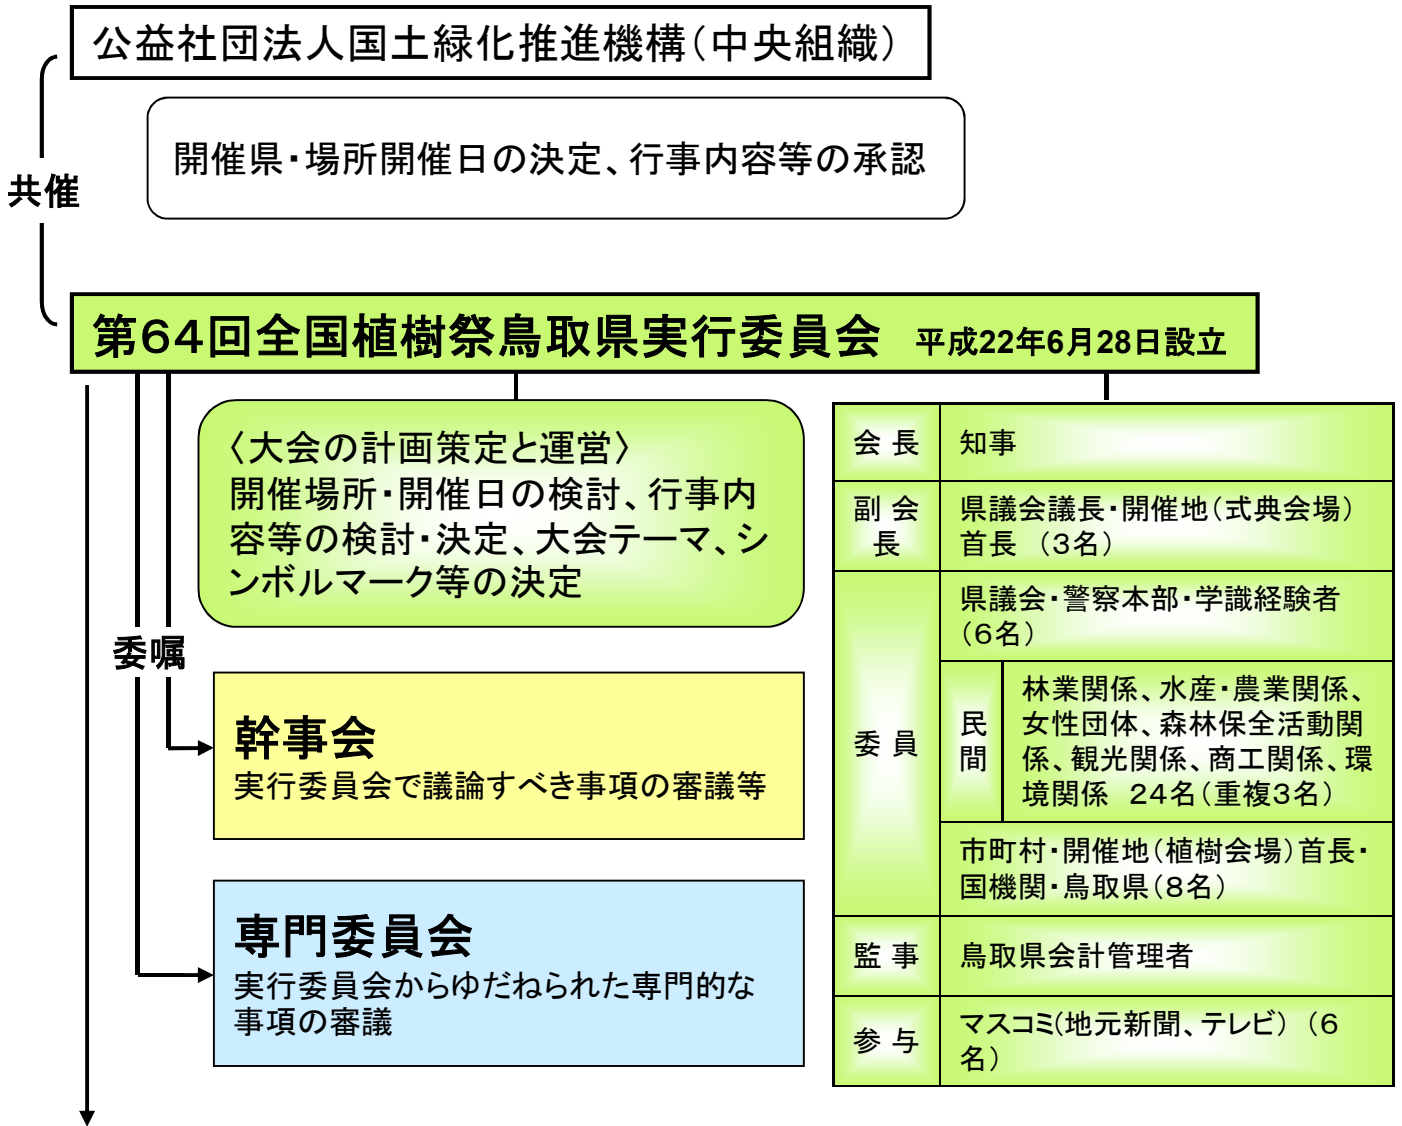 公益社団法人国土緑化推進機構（中央組織）
開催県・場所開催日の決定、行事内容等の承認
共催
第６４回全国植樹祭鳥取県実行委員会　平成22年6月28日設立
〈大会の計画策定と運営〉
開催場所・開催日の検討、行事内
容等の検討・決定、大会テーマ、シ
ンボルマーク等の決定
委嘱
幹事会
実行委員会で議論すべき事項の審議等
専門委員会
実行委員会からゆだねられた専門的な
事項の審議
会 長
知事
副 会
長
県議会議長・開催地（式典会場）
首長　（３名）
委 員
県議会・警察本部・学識経験者
（６名）
民
間
林業関係、水産・農業関係、
女性団体、森林保全活動関
係、観光関係、商工関係、環
境関係　２４名（重複３名）
市町村・開催地（植樹会場）首長・
国機関・鳥取県（８名）
監 事
鳥取県会計管理者
参 与
マスコミ（地元新聞、テレビ）　（６
名）